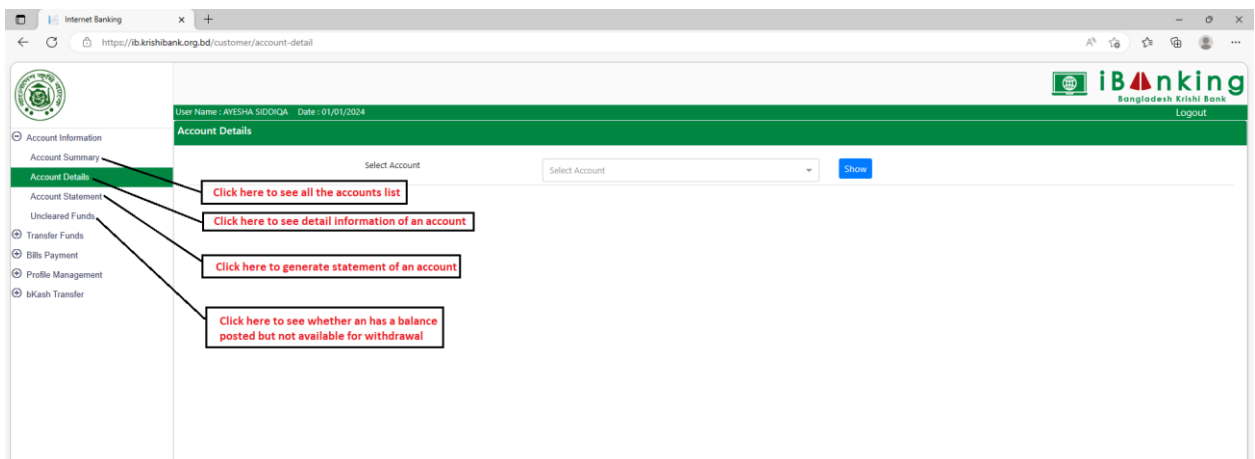 Internet Banking
https://ib.krishibank.org.bd/customer/account-detail
iBAnking
Bangladesh Krishi Bank
User Name : AYESHA SIDDIQA Date : 01/01/2024
Logout
Account Information
Account Details
Account Summary
Select Account
Select Account
Show
Account Details
Click here to see all the accounts list
Account Statement
Click here to see detail information of an account
Uncleared Funds
Transfer Funds
Bills Payment
Click here to generate statement of an account
Profile Management
bKash Transfer
Click here to see whether an has a balance
posted but not available for withdrawal